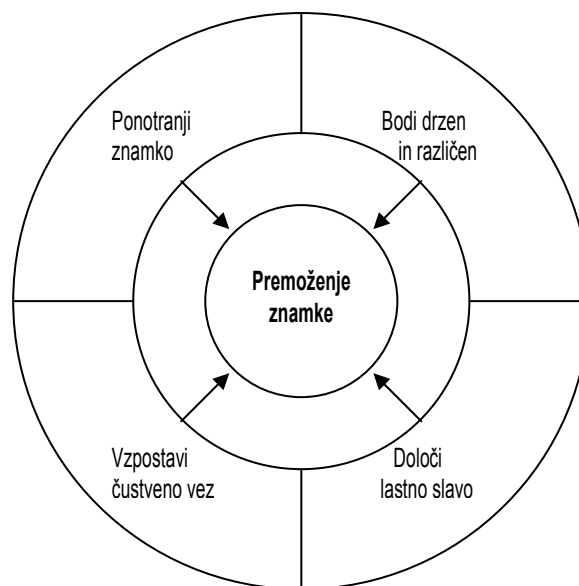 Ponotranji
znamko
Bodi drzen
in različen
Premoženje
znamke
Vzpostavi
čustveno vez
Določi
lastno slavo